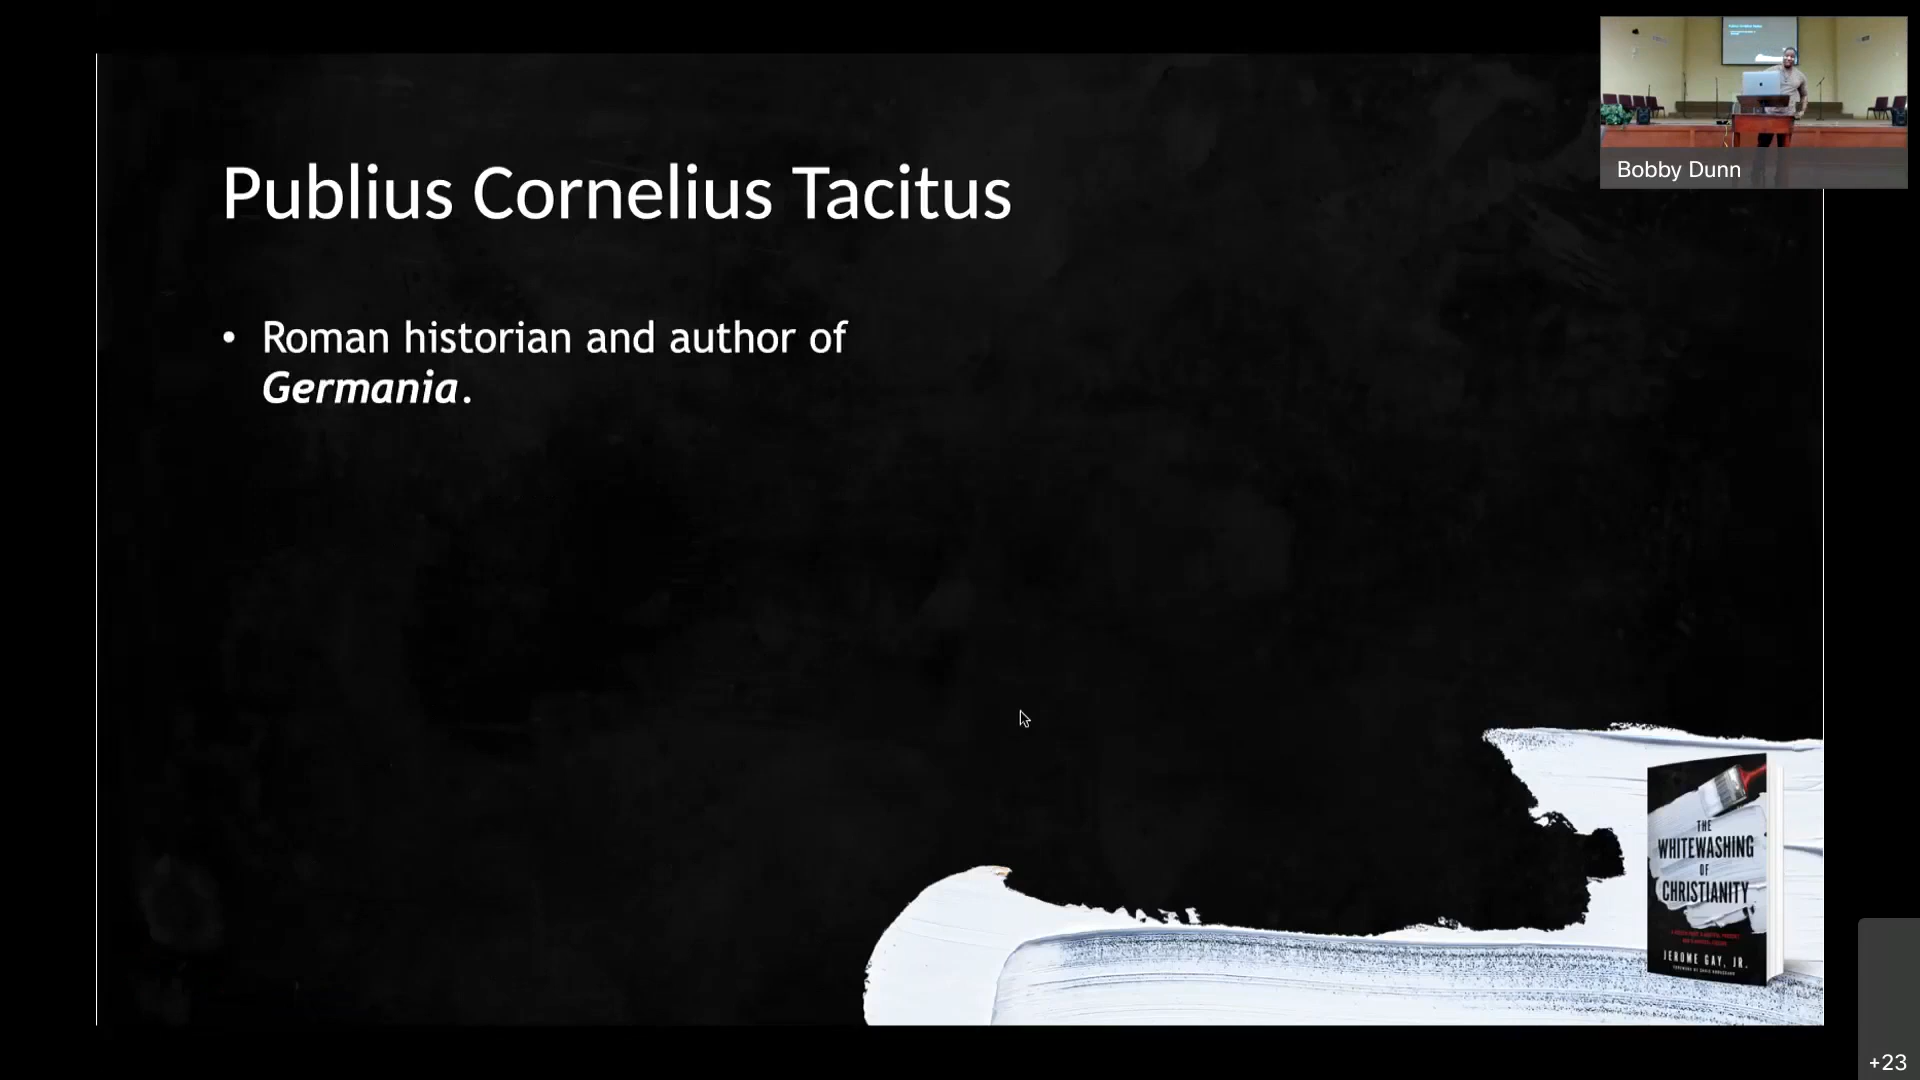 Publius Cornelius Tacitus
• Roman historian and author of
Germania.
Bobby Dunn
THE
WHITEWASHING
OF
CHRISTIANITY
JEROME GAY, JR.
+23